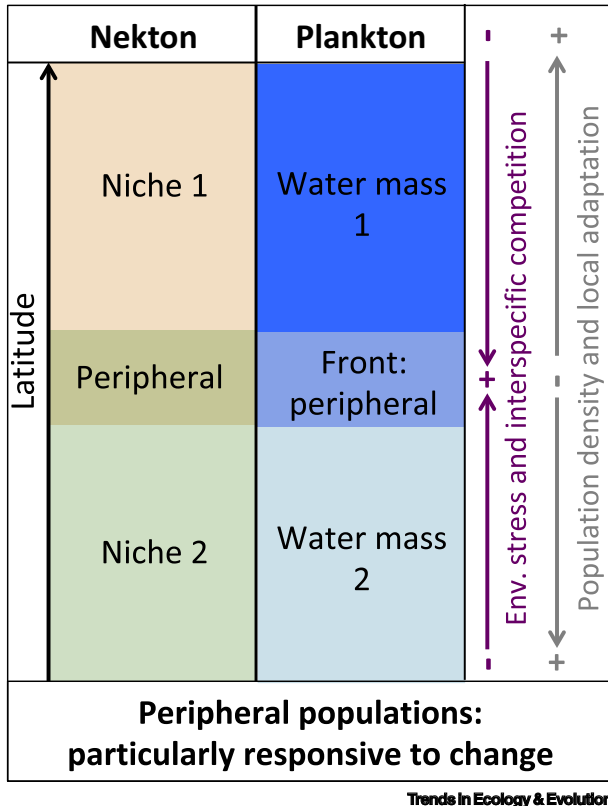 Nekton
Plankton
-
+
Latitude
Niche 1
Water mass
1
Peripheral
Front:
peripheral
Niche 2
Water mass
2
+
-
Env. stress and interspecific competition
Population density and local adaptation
-
+
Peripheral populations:
particularly responsive to change
Trends in Ecology & Evolution